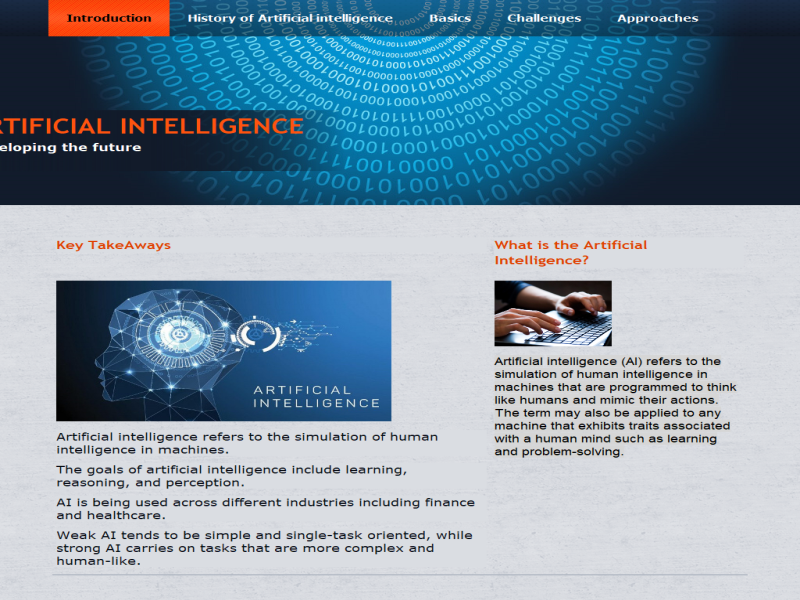 Introduction
History of Artificial intelligence
Basics
Challenges
Approaches
RTIFICIAL INTELLIGENCE
eloping the future
Key TakeAways
ARTIFICIAL
INTELLIGENCE
Artificial intelligence refers to the simulation of human
intelligence in machines.
The goals of artificial intelligence include learning,
reasoning, and perception.
AI is being used across different industries including finance
and healthcare.
Weak AI tends to be simple and single-task oriented, while
strong AI carries on tasks that are more complex and
human-like.
What is the Artificial
Intelligence?
Artificial intelligence (AI) refers to the
simulation of human intelligence in
machines that are programmed to think
like humans and mimic their actions.
The term may also be applied to any
machine that exhibits traits associated
with a human mind such as learning
and problem-solving.